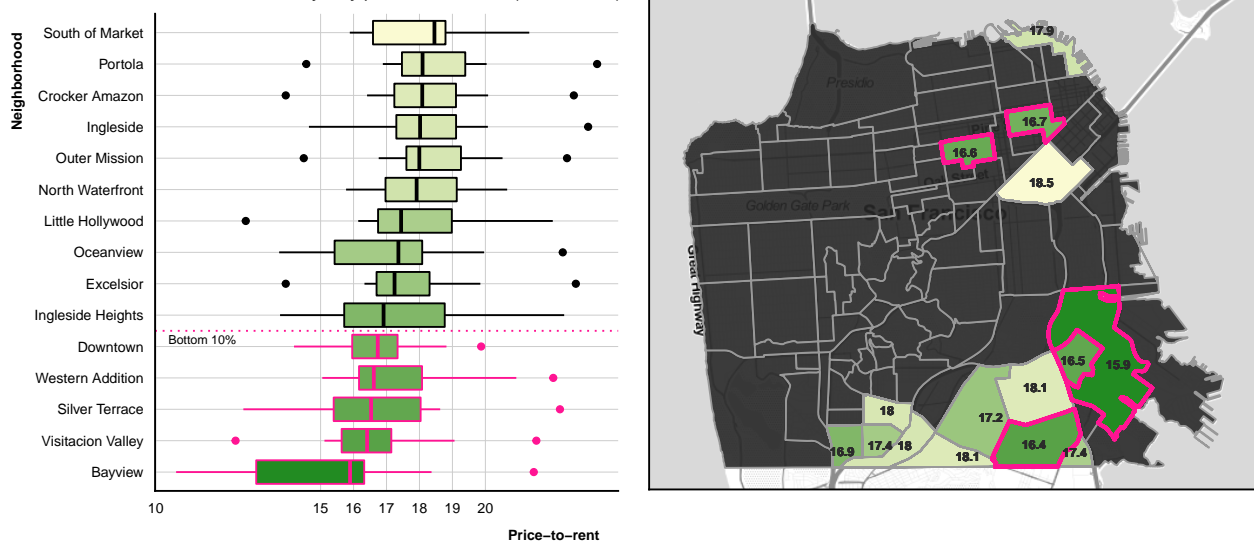 Neighborhood
South of Market
Portola
Crocker Amazon
Ingleside
Outer Mission
North Waterfront
Little Hollywood
Oceanview
Excelsior
Ingleside Heights
Bottom 10%
Downtown
Western Addition
Silver Terrace
Visitacion Valley
Bayview
10 15 16 17 18 19 20
Price–to–rent
17.9
Presidio
16.7
16.6
18.5
Golden Gate Park
San Francisco
Great Highway
16.5
15.9
18.1
18
17.2
16.9
17.4
18
18.1
16.4
17.4